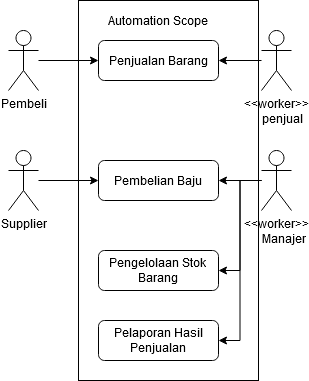 Automation Scope
Pembeli
Penjualan Barang
<<worker>>
penjual
Supplier
Pembelian Baju
<<worker>>
Manajer
Pengelolaan Stok
Barang
Pelaporan Hasil
Penjualan